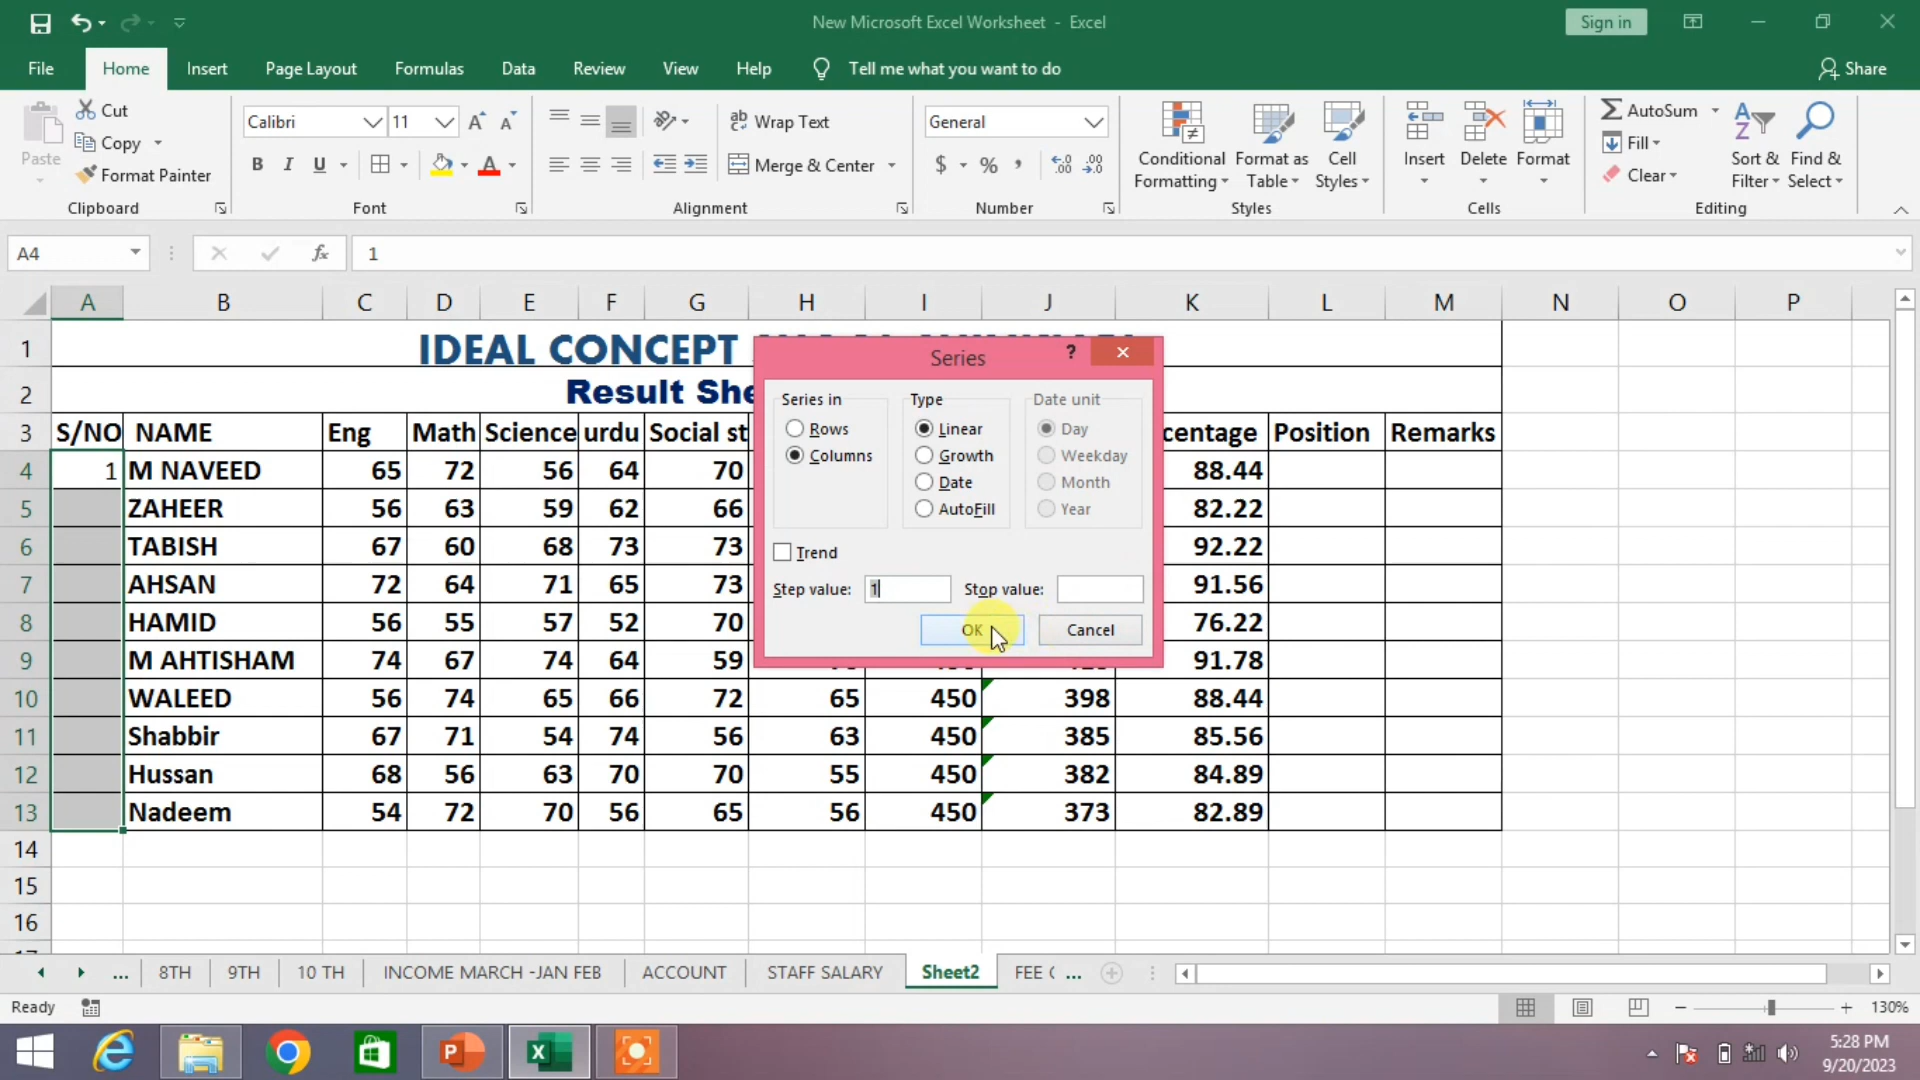 New Microsoft Excel Worksheet - Excel
Sign in
File Home Insert Page Layout Formulas Data Review View Help Tell me what you want to do Share
Paste
Cut
Copy
Format Painter
Clipboard
Calibri 11
B I U
Font
Wrap Text
Merge & Center
Alignment
General
$ % ,
Number
Conditional Formatting
Format as Table
Cell Styles
Styles
Insert Delete Format
Cells
AutoSum
Fill
Clear
Sort & Filter
Find & Select
Editing
A4 fx 1
A B C D E F G H I J K L M N O P
1 IDEAL CONCEPT
2 Result She
3 S/NO NAME Eng Math Science urdu Social st centage Position Remarks
4 1 M NAVEED 65 72 56 64 70 88.44
5 ZAHEER 56 63 59 62 66 82.22
6 TABISH 67 60 68 73 73 92.22
7 AHSAN 72 64 71 65 73 91.56
8 HAMID 56 55 57 52 70 76.22
9 M AHTISHAM 74 67 74 64 59 91.78
10 WALEED 56 74 65 66 72 65 450 398 88.44
11 Shabbir 67 71 54 74 56 63 450 385 85.56
12 Hussan 68 56 63 70 70 55 450 382 84.89
13 Nadeem 54 72 70 56 65 56 450 373 82.89
14
15
16
Series ?
Series in Type Date unit
Rows Linear Day
Columns Growth Weekday
Date Month
AutoFill Year
Trend
Step value: 1 Stop value:
OK Cancel
... 8TH 9TH 10 TH INCOME MARCH -JAN FEB ACCOUNT STAFF SALARY Sheet2 FEE ...
Ready 130%
5:28 PM
9/20/2023